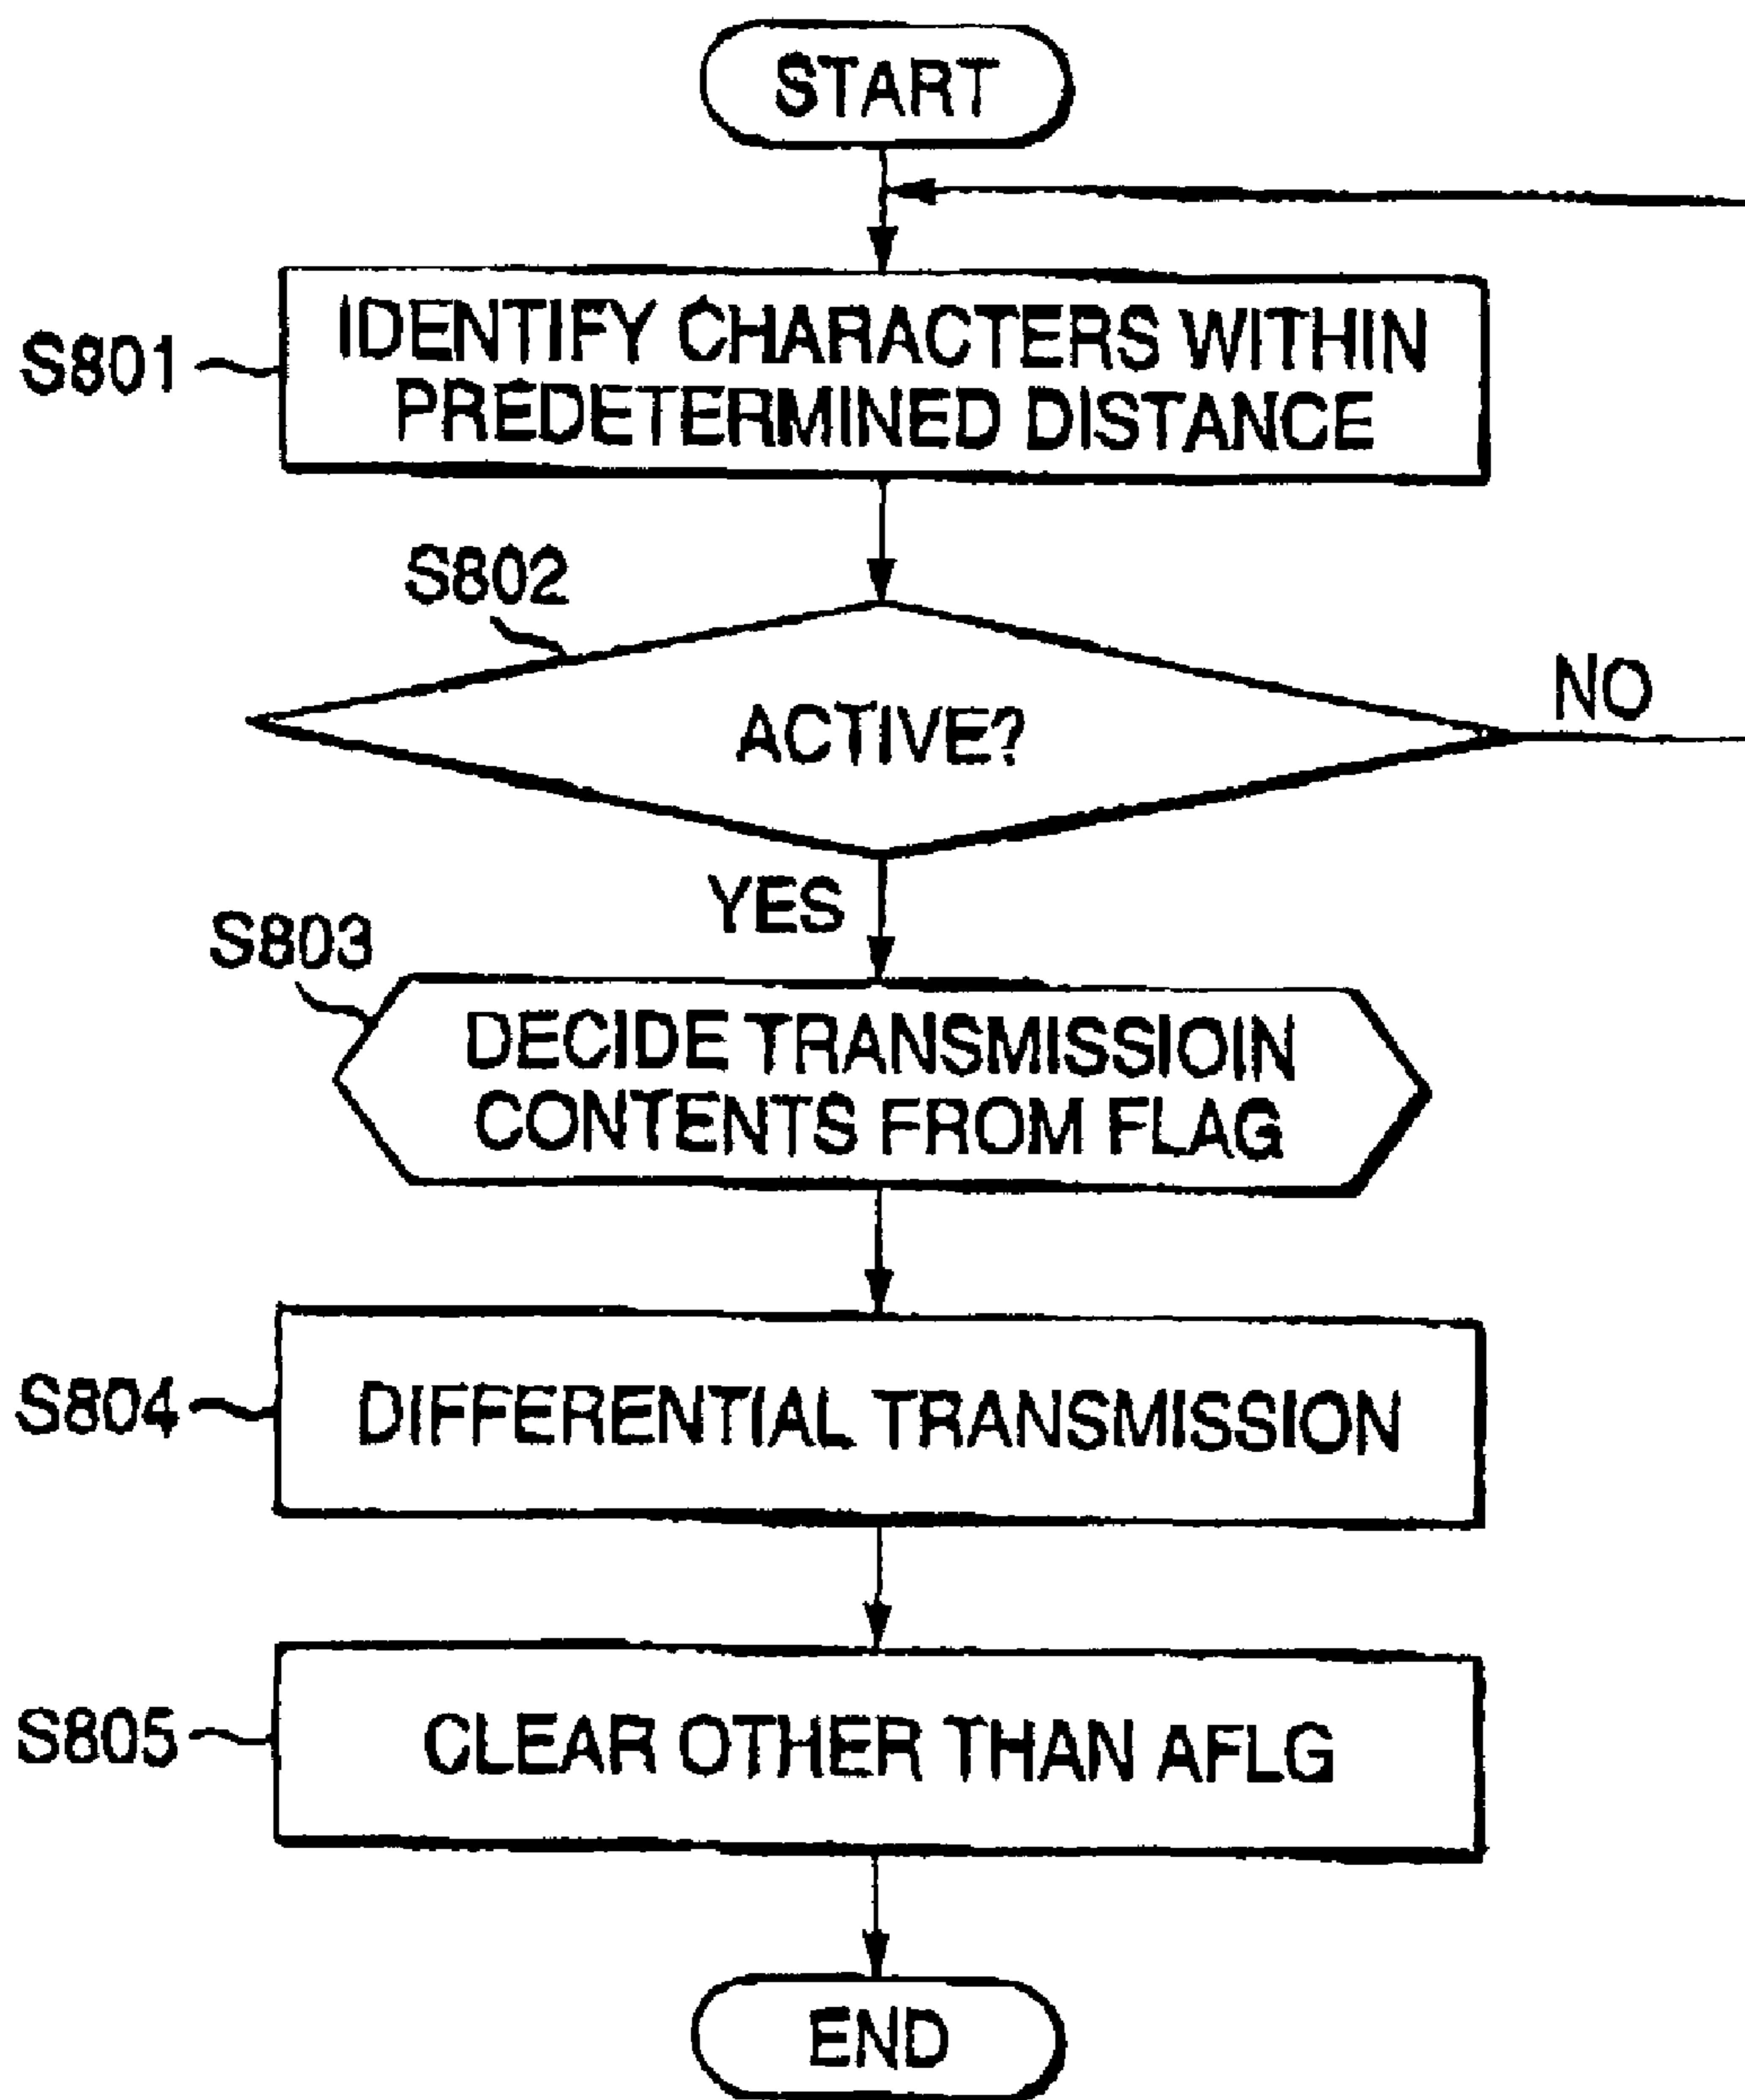 START
S801
IDENTIFY CHARACTERS WITHIN
PREDETERMINED DISTANCE
S802
ACTIVE?
NO
YES
S803
DECIDE TRANSMISSIOIN
CONTENTS FROM FLAG
S804
DIFFERENTIAL TRANSMISSION
S805
CLEAR OTHER THAN AFLG
END